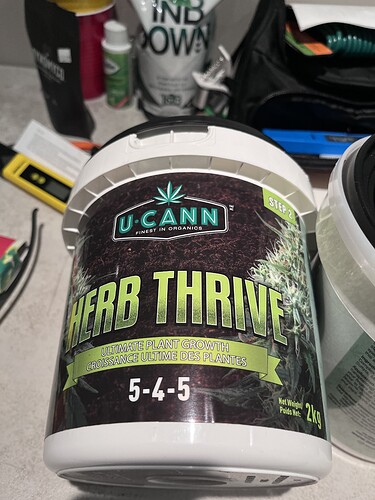 INB
DOWN
U·CANN
FINEST IN ORGANICS
STEP 2
HERB THRIVE
ULTIMATE PLANT GROWTH
CROISSANCE ULTIME DES PLANTES
5-4-5
Net Weight
Poids Net:
2kg